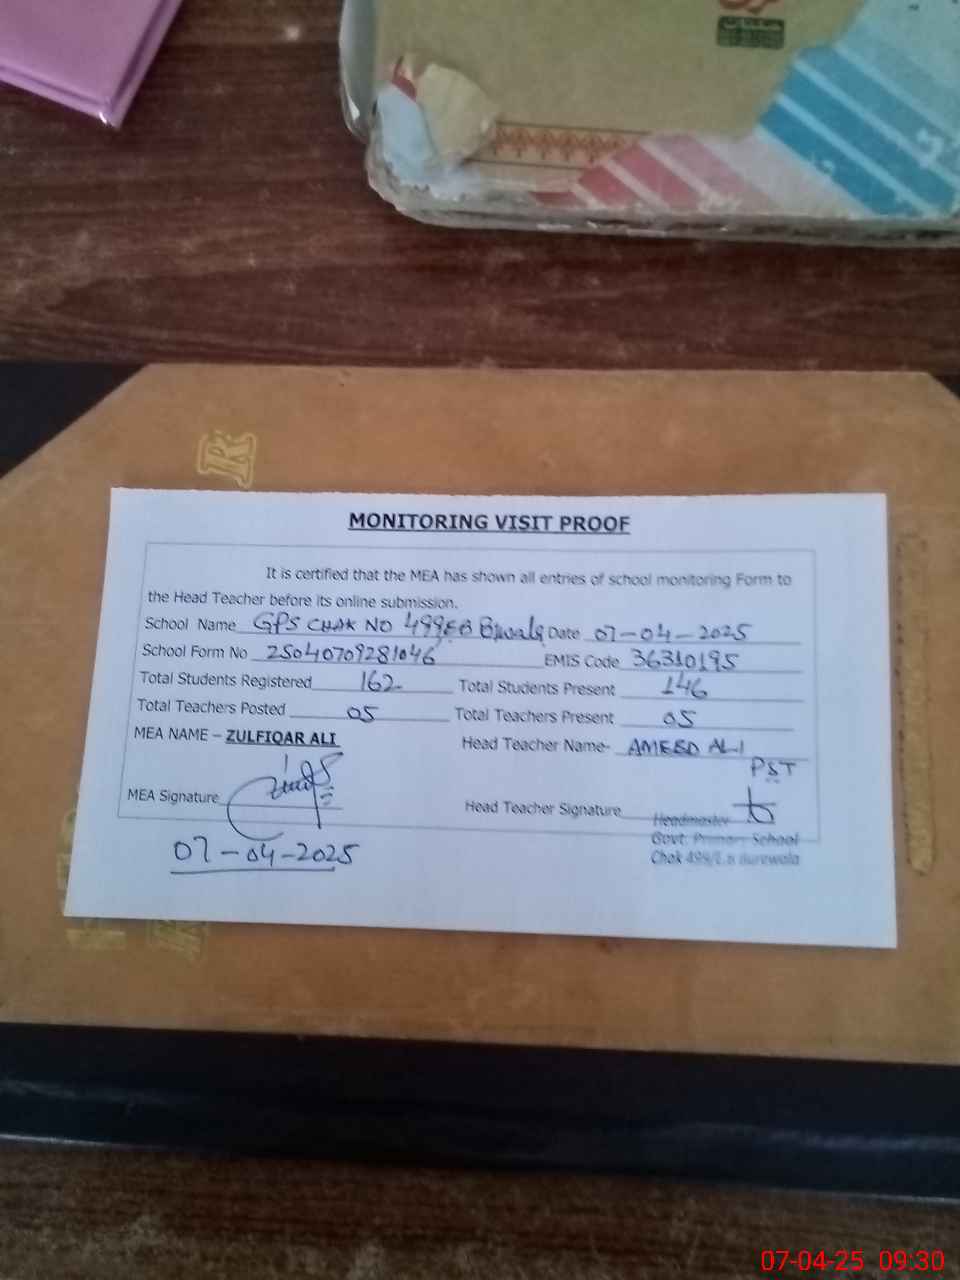 MONITORING VISIT PROOF
It is certified that the MEA has shown all entries of school monitoring Form to
the Head Teacher before its online submission.
School Name GPS CHAK NO 499EB Date 07-04-2025
School Form No 25040709281046 EMIS Code 36310195
Total Students Registered 162 Total Students Present 146
Total Teachers Posted 05 Total Teachers Present 05
MEA NAME – ZULFIQAR ALI Head Teacher Name- ALI
PST
MEA Signature Head Teacher Signature
Headmaster
Govt. Primary School
Chak 499/E.B Burewala
07-04-2025
07-04-25 09:30